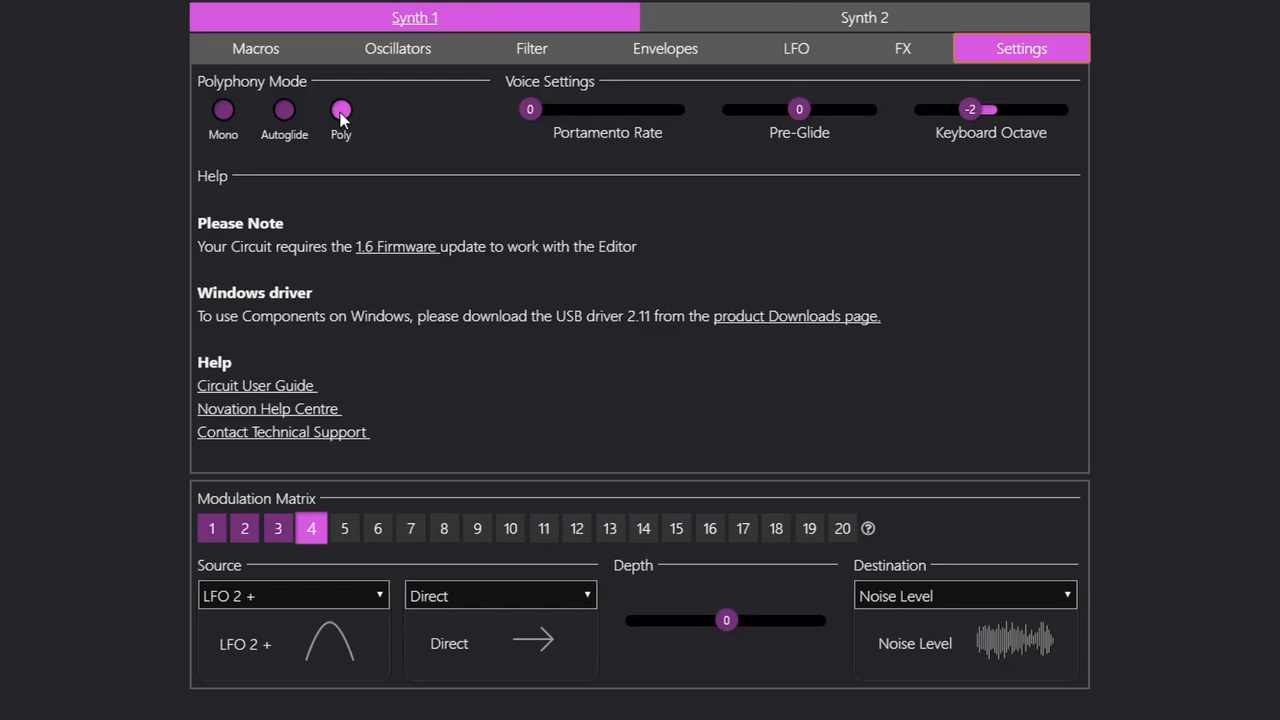 Synth 1 Synth 2
Macros Oscillators Filter Envelopes LFO FX Settings
Polyphony Mode Voice Settings
0 0 -2
Mono Autoglide Poly Portamento Rate Pre-Glide Keyboard Octave
Help
Please Note
Your Circuit requires the 1.6 Firmware update to work with the Editor
Windows driver
To use Components on Windows, please download the USB driver 2.11 from the product Downloads page.
Help
Circuit User Guide
Novation Help Centre
Contact Technical Support
Modulation Matrix
1 2 3 4 5 6 7 8 9 10 11 12 13 14 15 16 17 18 19 20 ?
Source Depth Destination
LFO 2 + Direct Noise Level
0
LFO 2 + Direct Noise Level